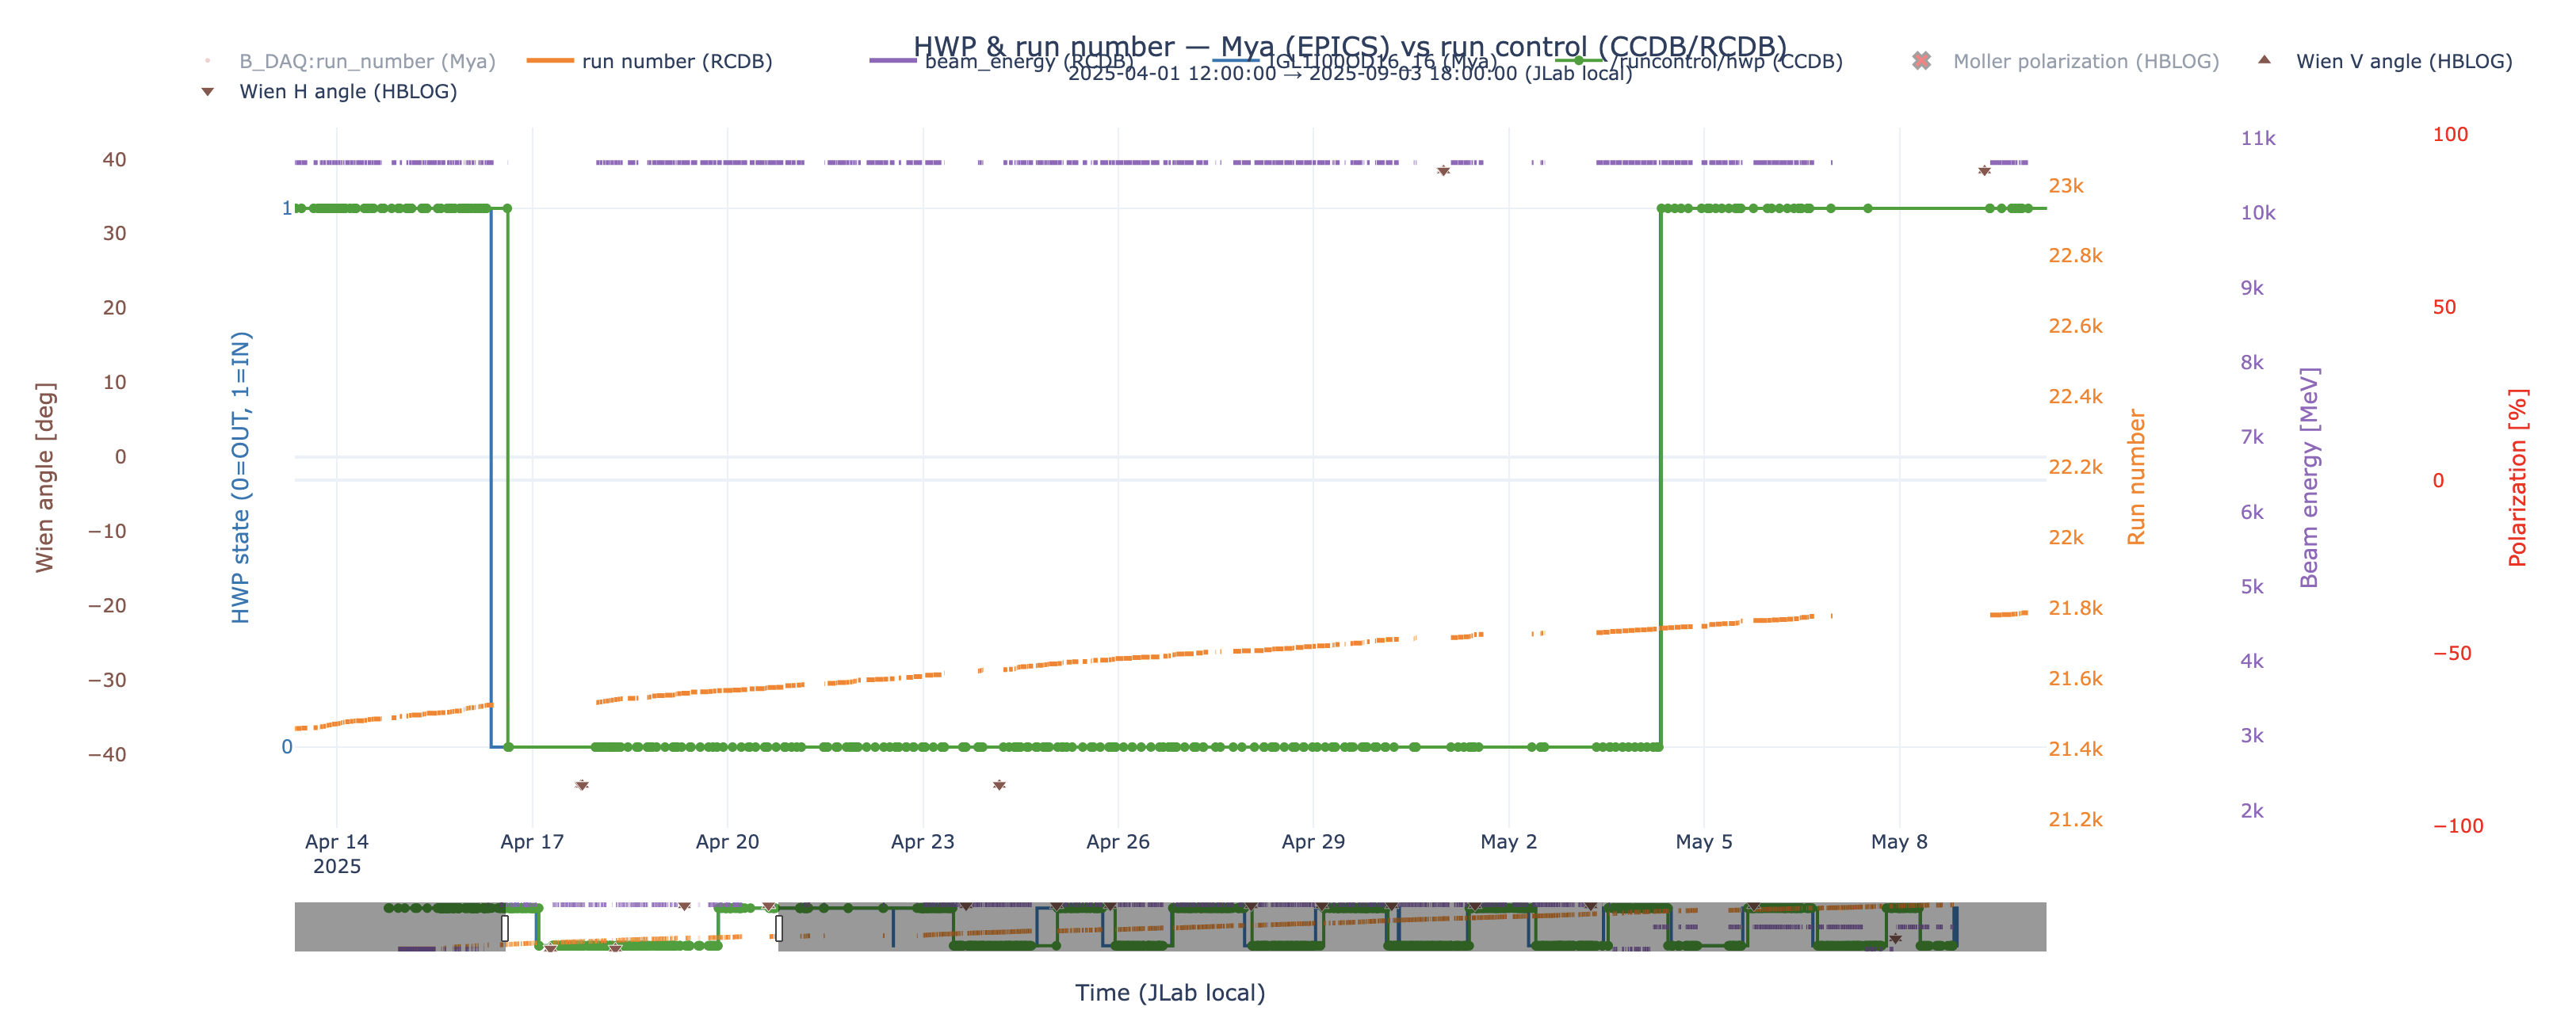 HWP & run number — Mya (EPICS) vs run control (CCDB/RCDB)
2025-04-01 12:00:00 → 2025-09-03 18:00:00 (JLab local)
B_DAQ:run_number (Mya)
run number (RCDB)
beam_energy (RCDB)
IGL1I00OD16_16 (Mya)
/runcontrol/hwp (CCDB)
Moller polarization (HBLOG)
Wien V angle (HBLOG)
Wien H angle (HBLOG)
Wien angle [deg]
40
30
20
10
0
−10
−20
−30
−40
HWP state (0=OUT, 1=IN)
1
0
23k
22.8k
22.6k
22.4k
22.2k
22k
21.8k
21.6k
21.4k
21.2k
Run number
11k
10k
9k
8k
7k
6k
5k
4k
3k
2k
Beam energy [MeV]
100
50
0
−50
−100
Polarization [%]
Apr 14
2025
Apr 17
Apr 20
Apr 23
Apr 26
Apr 29
May 2
May 5
May 8
Time (JLab local)